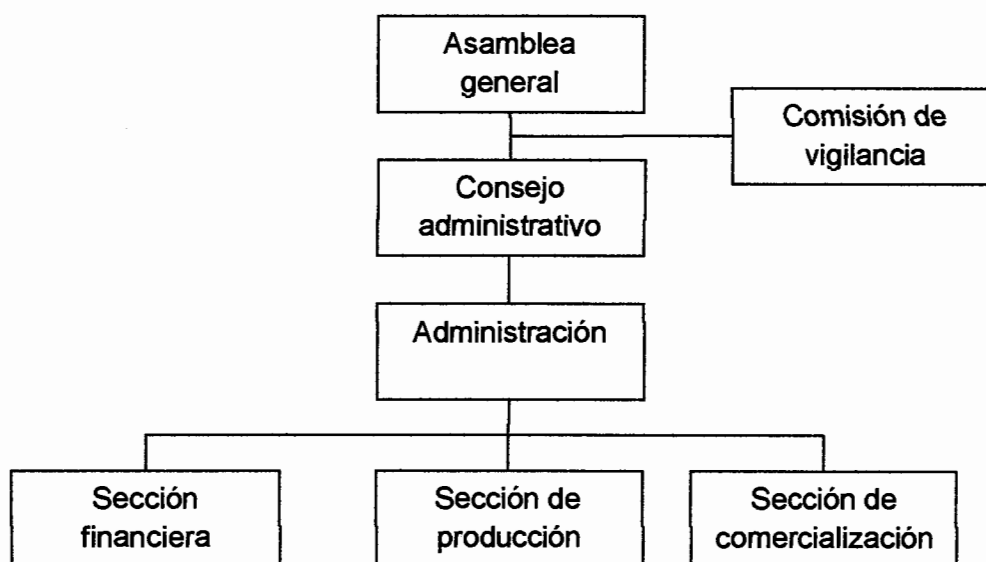 Asamblea
general
Comisión de
vigilancia
Consejo
administrativo
Administración
Sección
financiera
Sección de
producción
Sección de
comercialización